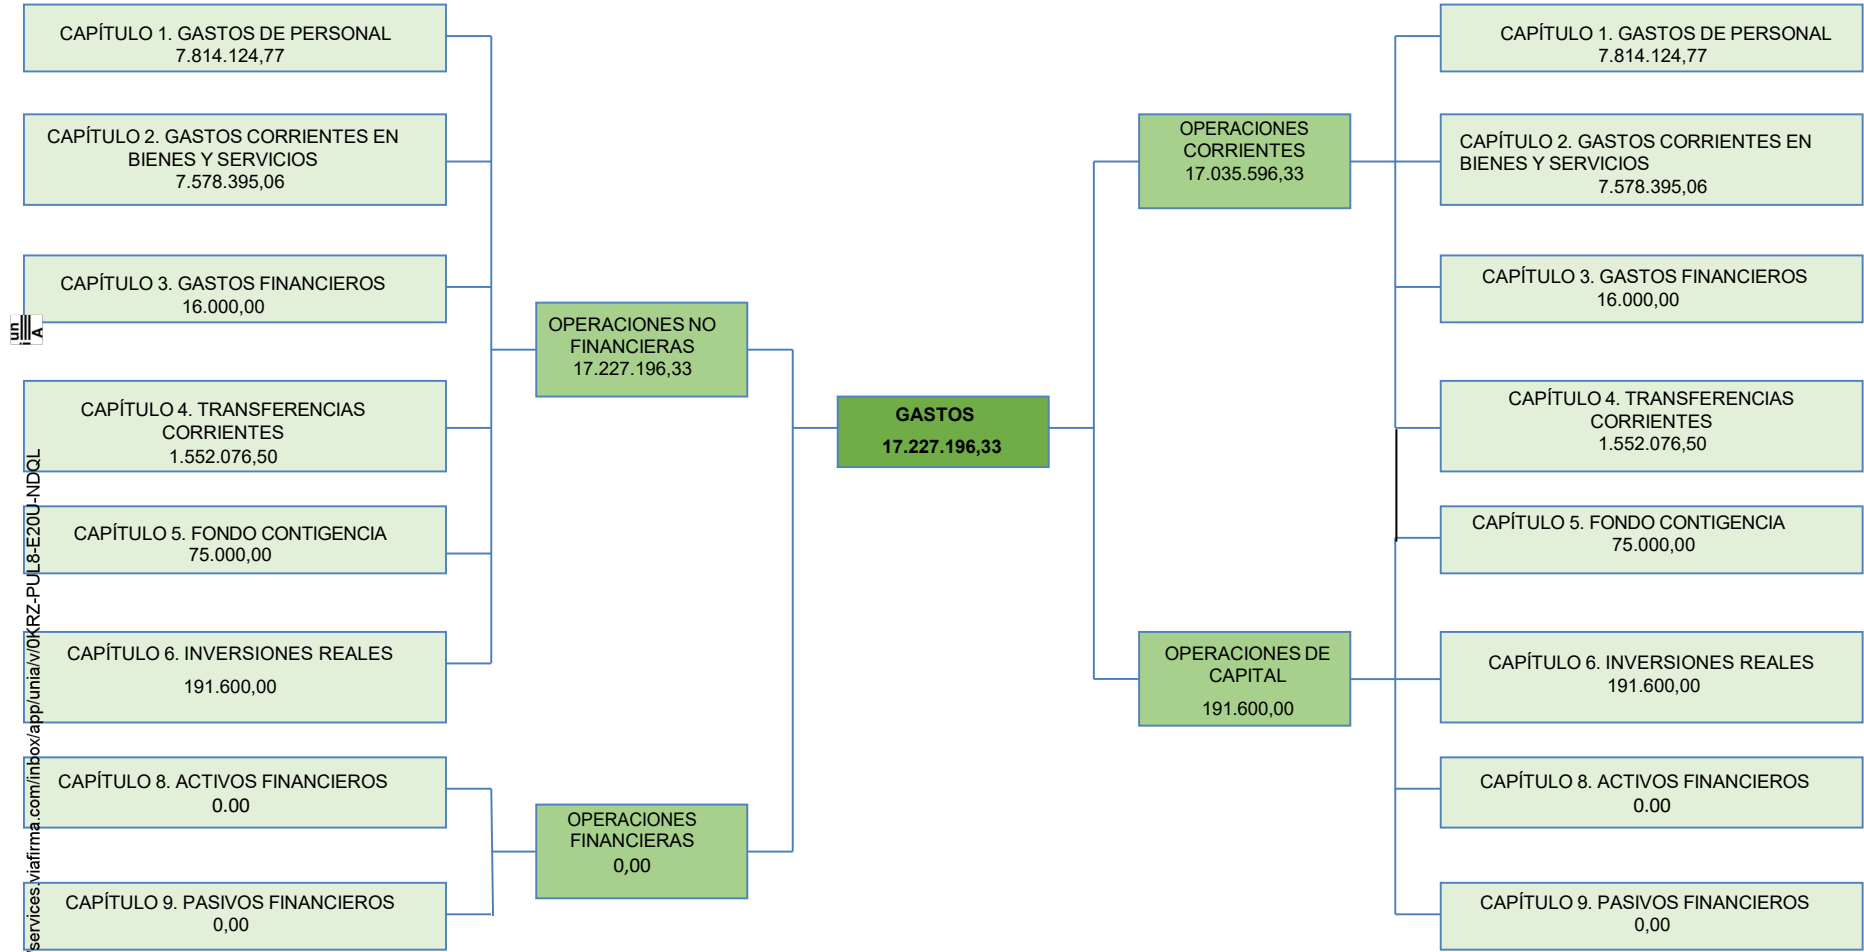 CAPÍTULO 1. GASTOS DE PERSONAL
7.814.124,77
CAPÍTULO 2. GASTOS CORRIENTES EN
BIENES Y SERVICIOS
7.578.395,06
CAPÍTULO 3. GASTOS FINANCIEROS
16.000,00
CAPÍTULO 4. TRANSFERENCIAS
CORRIENTES
1.552.076,50
CAPÍTULO 5. FONDO CONTIGENCIA
75.000,00
CAPÍTULO 6. INVERSIONES REALES
191.600,00
CAPÍTULO 8. ACTIVOS FINANCIEROS
0.00
CAPÍTULO 9. PASIVOS FINANCIEROS
0,00
un
i
A
/services.viafirma.com/inbox/app/unia/v/0KRZ-PUL8-E20U-NDQL
OPERACIONES NO
FINANCIERAS
17.227.196,33
OPERACIONES
FINANCIERAS
0,00
GASTOS
17.227.196,33
OPERACIONES
CORRIENTES
17.035.596,33
OPERACIONES DE
CAPITAL
191.600,00
CAPÍTULO 1. GASTOS DE PERSONAL
7.814.124,77
CAPÍTULO 2. GASTOS CORRIENTES EN
BIENES Y SERVICIOS
7.578.395,06
CAPÍTULO 3. GASTOS FINANCIEROS
16.000,00
CAPÍTULO 4. TRANSFERENCIAS
CORRIENTES
1.552.076,50
CAPÍTULO 5. FONDO CONTIGENCIA
75.000,00
CAPÍTULO 6. INVERSIONES REALES
191.600,00
CAPÍTULO 8. ACTIVOS FINANCIEROS
0.00
CAPÍTULO 9. PASIVOS FINANCIEROS
0,00